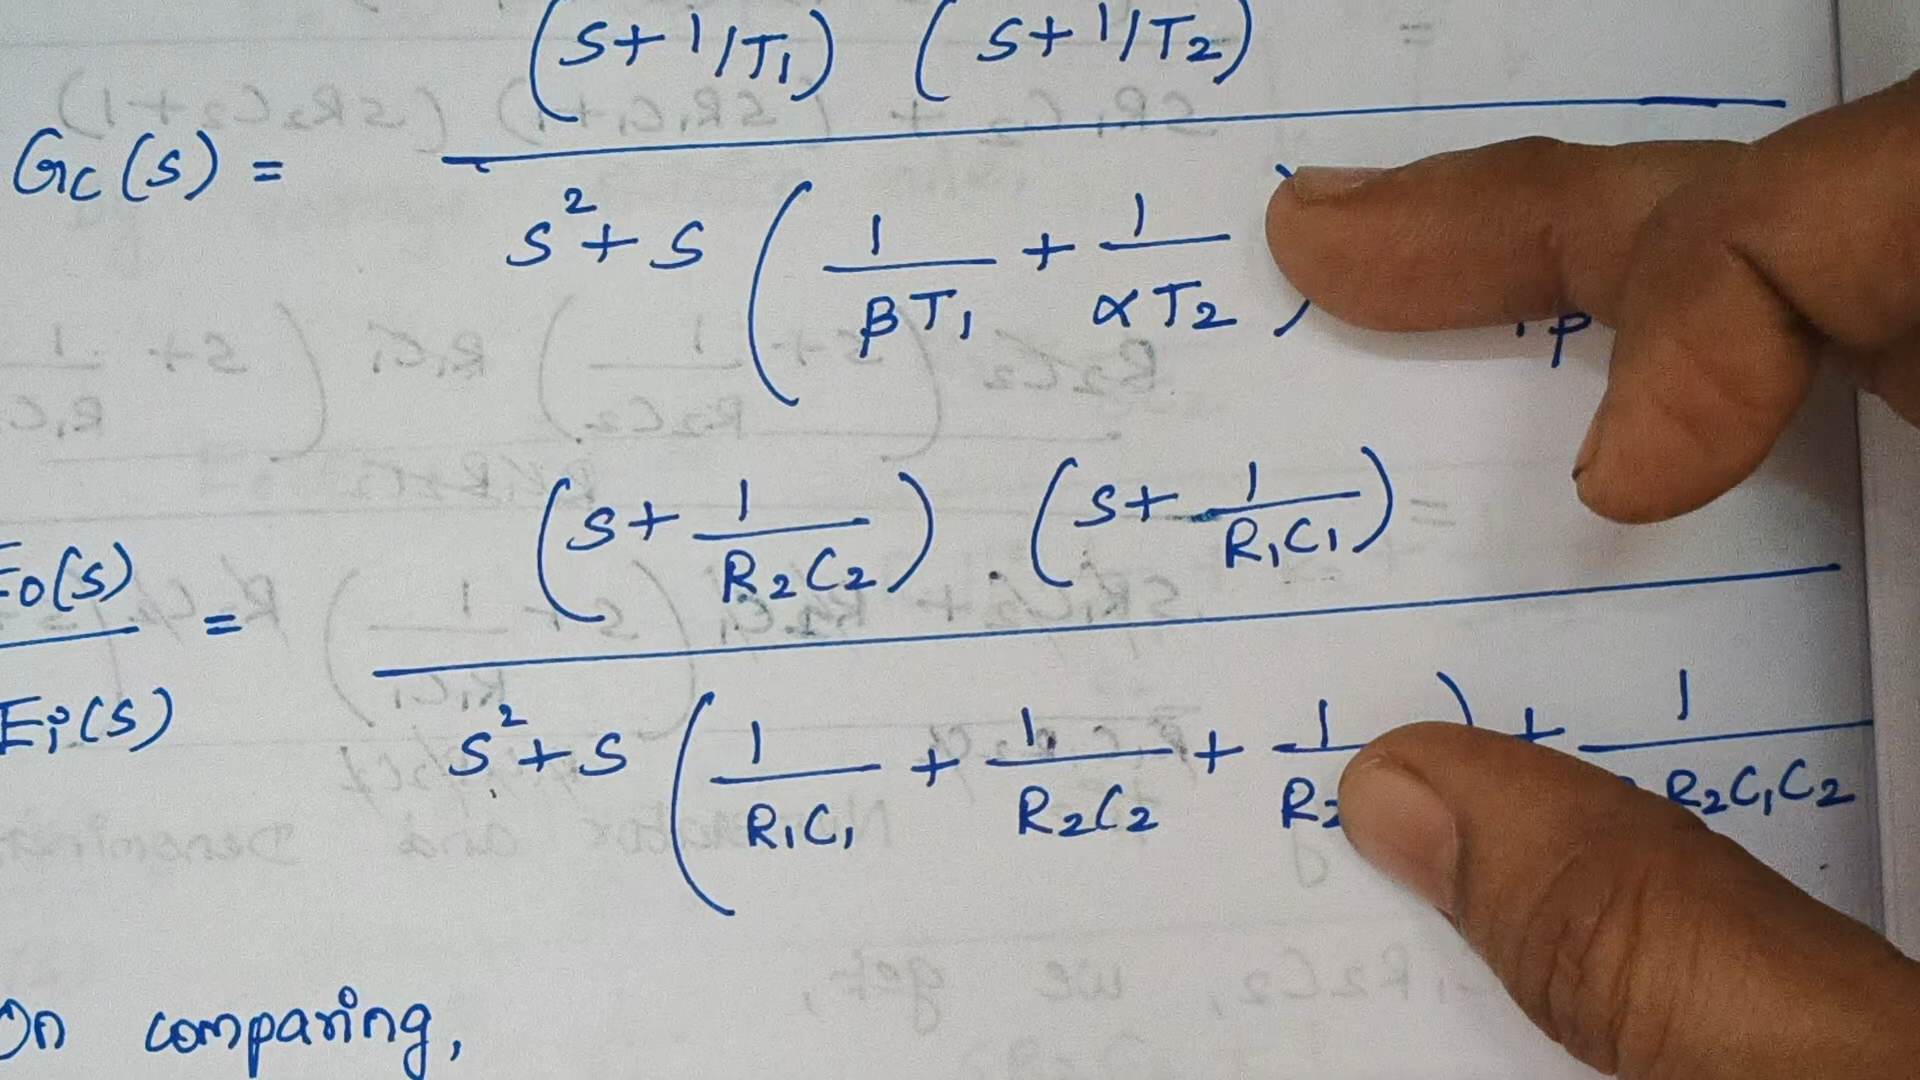 (S+1/T₁) (S+1/T₂)
Gc(s) =
s²+s (1/βT₁ + 1/αT₂)
(s+1/R₂C₂) . (s+1/R₁C₁)
Eo(s)/Ei(s) =
s²+s (1/R₁C₁ + 1/R₂C₂ + 1/R₂ ) + 1/R₂C₁C₂
On comparing,